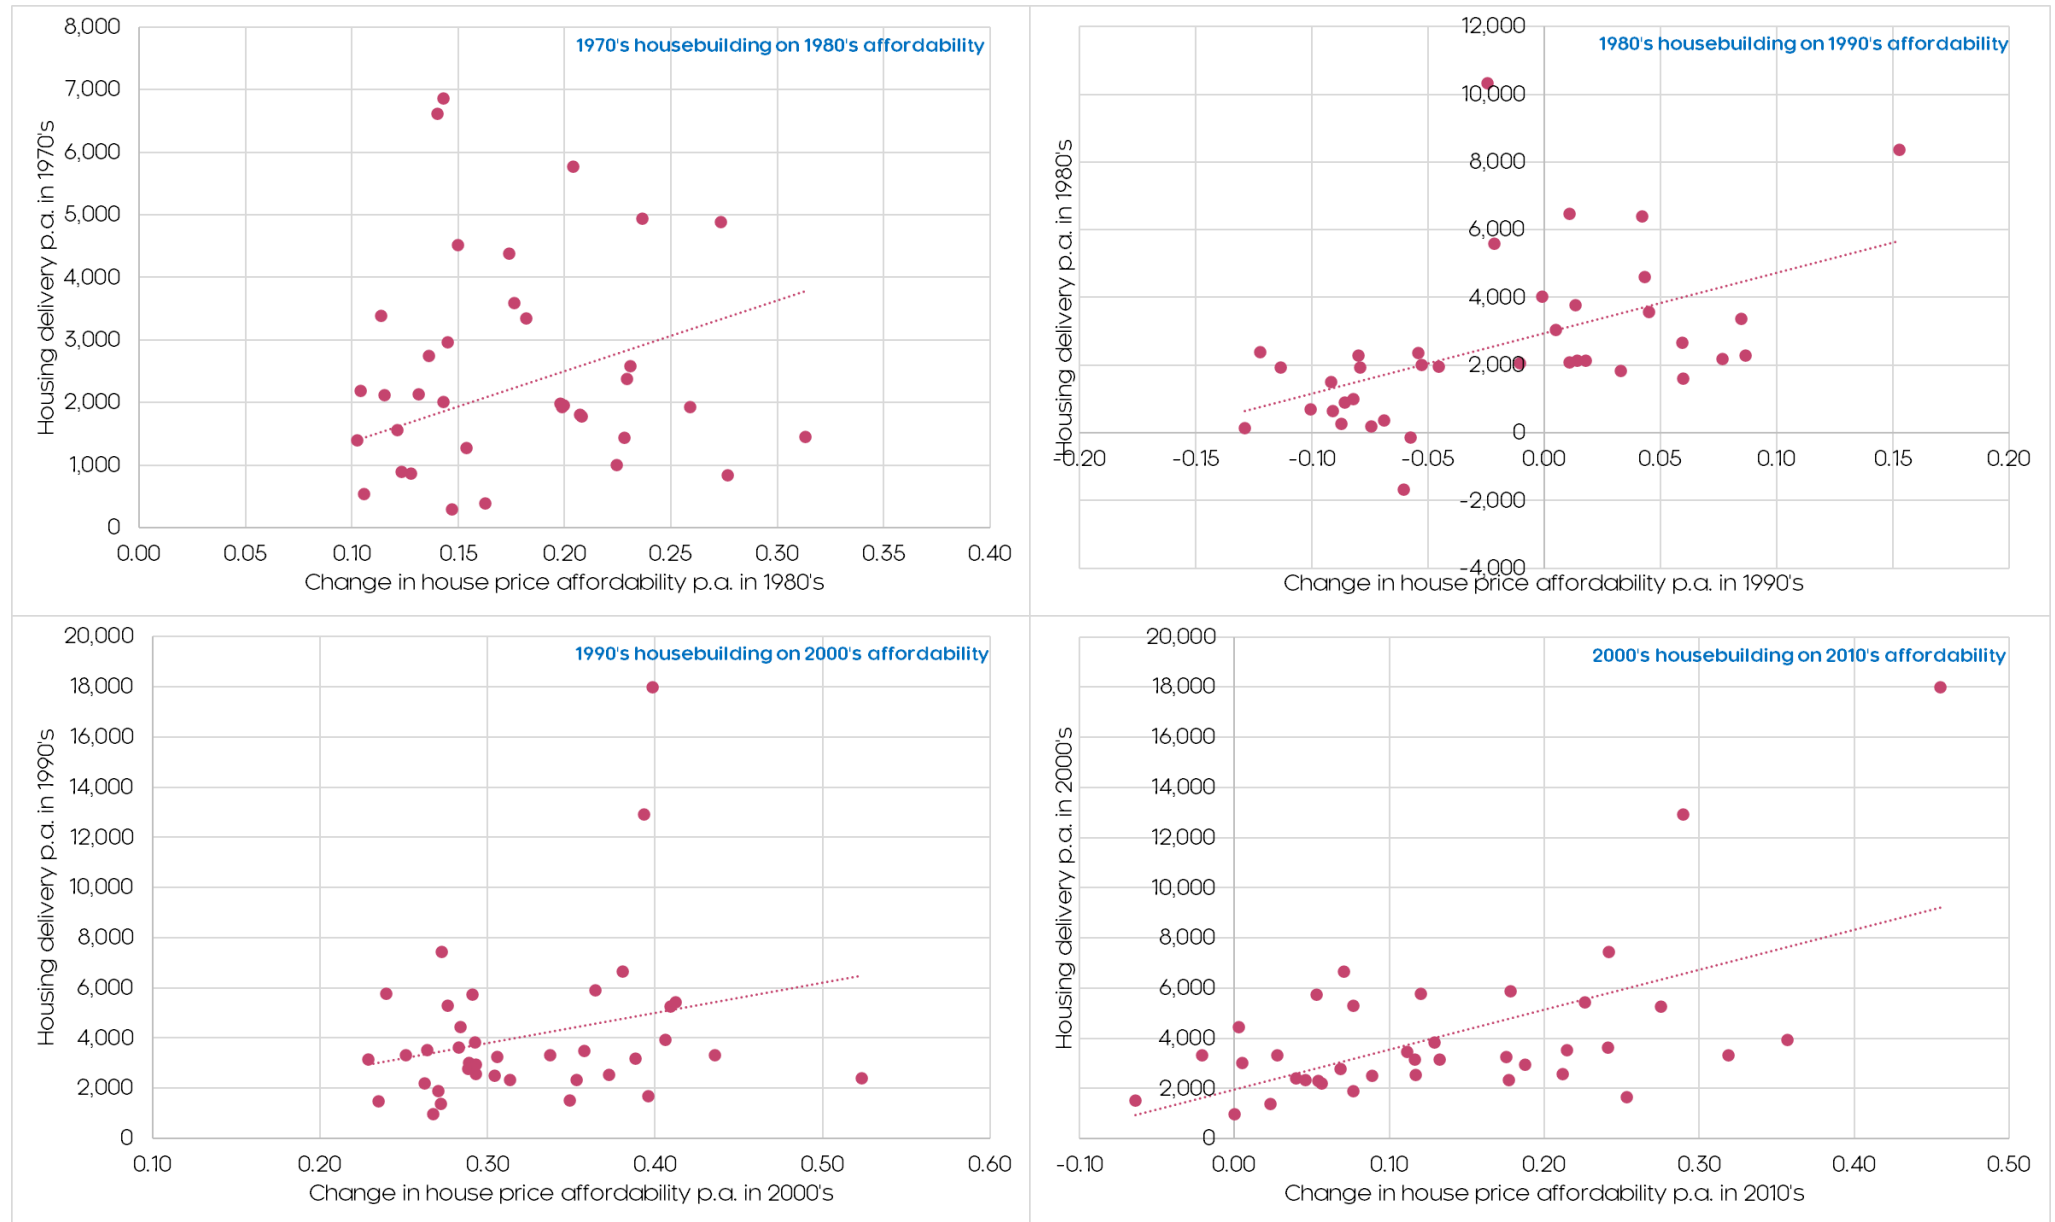 1970's housebuilding on 1980's affordability
Housing delivery p.a. in 1970's
8,000
7,000
6,000
5,000
4,000
3,000
2,000
1,000
0
0.00 0.05 0.10 0.15 0.20 0.25 0.30 0.35 0.40
Change in house price affordability p.a. in 1980's
1980's housebuilding on 1990's affordability
Housing delivery p.a. in 1980's
12,000
10,000
8,000
6,000
4,000
2,000
0
-2,000
-4,000
-0.20 -0.15 -0.10 -0.05 0.00 0.05 0.10 0.15 0.20
Change in house price affordability p.a. in 1990's
1990's housebuilding on 2000's affordability
Housing delivery p.a. in 1990's
20,000
18,000
16,000
14,000
12,000
10,000
8,000
6,000
4,000
2,000
0
0.10 0.20 0.30 0.40 0.50 0.60
Change in house price affordability p.a. in 2000's
2000's housebuilding on 2010's affordability
Housing delivery p.a. in 2000's
20,000
18,000
16,000
14,000
12,000
10,000
8,000
6,000
4,000
2,000
0
-0.10 0.00 0.10 0.20 0.30 0.40 0.50
Change in house price affordability p.a. in 2010's